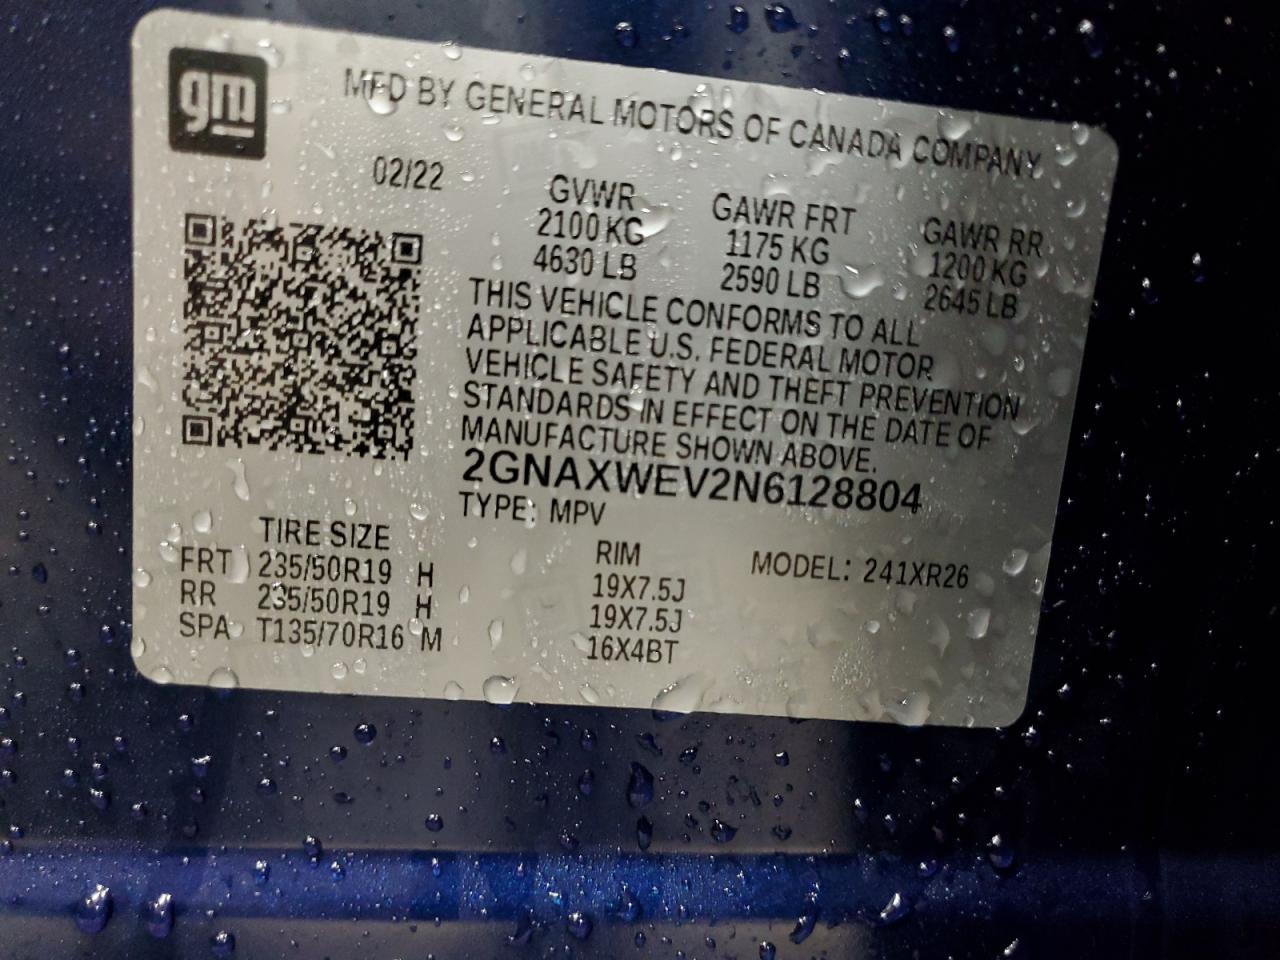 gm
MFD BY GENERAL MOTORS OF CANADA COMPANY
02/22
GVWR GAWR FRT GAWR RR
2100 KG 1175 KG 1200 KG
4630 LB 2590 LB 2645 LB
THIS VEHICLE CONFORMS TO ALL
APPLICABLE U.S. FEDERAL MOTOR
VEHICLE SAFETY AND THEFT PREVENTION
STANDARDS IN EFFECT ON THE DATE OF
MANUFACTURE SHOWN ABOVE.
2GNAXWEV2N6128804
TYPE: MPV
TIRE SIZE RIM MODEL: 241XR26
FRT 235/50R19 H 19X7.5J
RR 235/50R19 H 19X7.5J
SPA T135/70R16 M 16X4BT